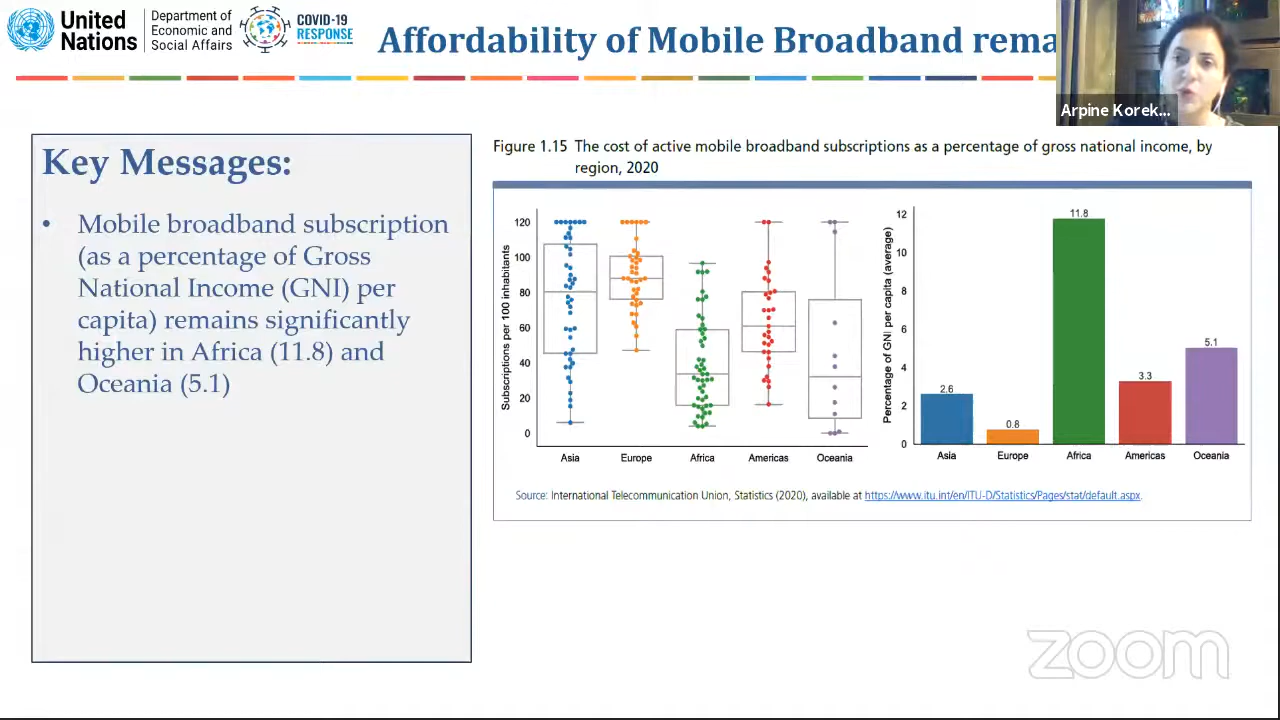 United
Nations
Department of
Economic and
Social Affairs
COVID-19
RESPONSE
Affordability of Mobile Broadband rema
Arpine Korek...
Key Messages:
• Mobile broadband subscription
(as a percentage of Gross
National Income (GNI) per
capita) remains significantly
higher in Africa (11.8) and
Oceania (5.1)
Figure 1.15 The cost of active mobile broadband subscriptions as a percentage of gross national income, by
region, 2020
Subscriptions per 100 inhabitants
120
100
80
60
40
20
0
Asia Europe Africa Americas Oceania
Percentage of GNI per capita (average)
12
10
8
6
4
2
0
2.6
0.8
11.8
3.3
5.1
Asia Europe Africa Americas Oceania
Source: International Telecommunication Union, Statistics (2020), available at https://www.itu.int/en/ITU-D/Statistics/Pages/stat/default.aspx.
zoom